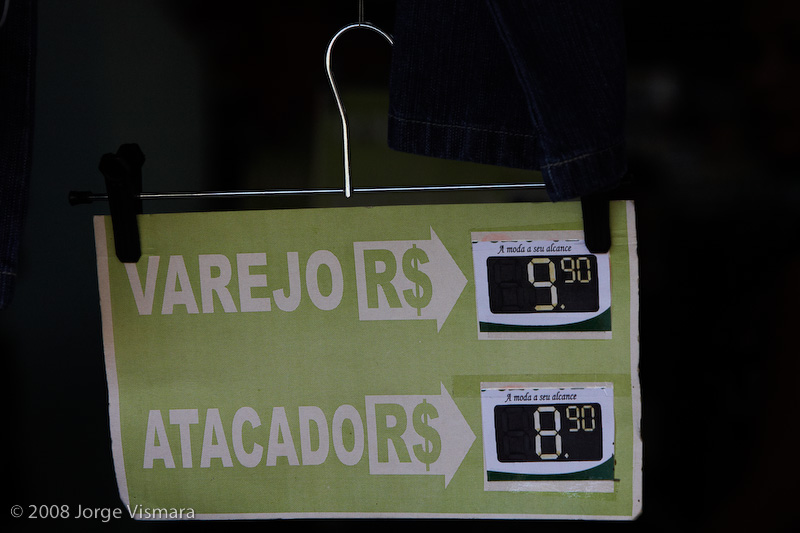 A moda a seu alcance
VAREJO R$ 9.90
A moda a seu alcance
ATACADO R$ 8.90
© 2008 Jorge Vismara